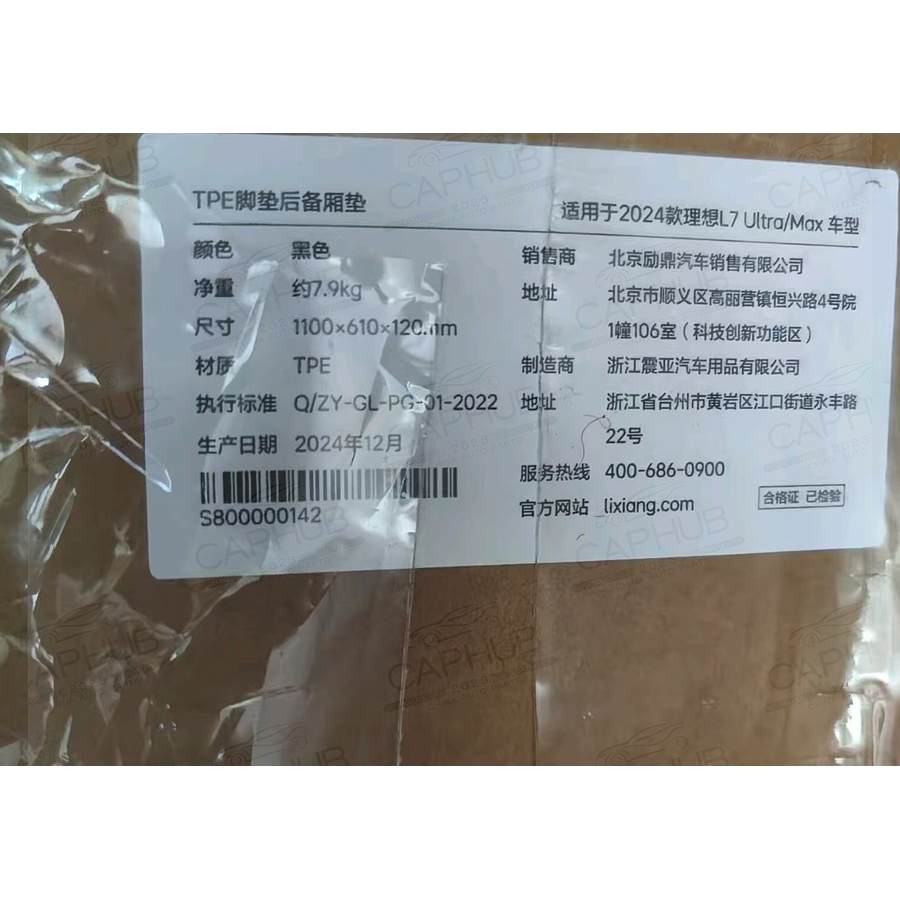 TPE脚垫后备厢垫
适用于2024款理想L7 Ultra/Max 车型
颜色 黑色
净重 约7.9kg
尺寸 1100×610×120mm
材质 TPE
执行标准 Q/ZY-GL-PG-01-2022
生产日期 2024年12月
S800000142
销售商 北京励鼎汽车销售有限公司
地址 北京市顺义区高丽营镇恒兴路4号院
1幢106室（科技创新功能区）
制造商 浙江震亚汽车用品有限公司
地址 浙江省台州市黄岩区江口街道永丰路
22号
服务热线 400-686-0900
官方网站 lixiang.com
合格证 已检验
CAPHUB
2023
CHINA AUTO PARTS